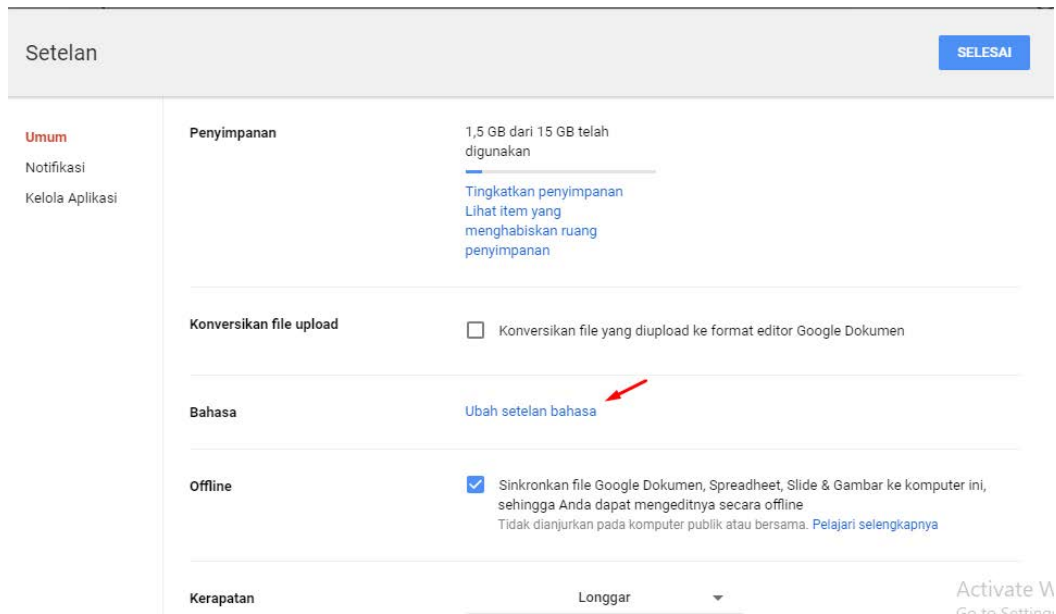 Setelan
SELESAI
Umum
Notifikasi
Kelola Aplikasi
Penyimpanan
1,5 GB dari 15 GB telah
digunakan
Tingkatkan penyimpanan
Lihat item yang
menghabiskan ruang
penyimpanan
Konversikan file upload
Konversikan file yang diupload ke format editor Google Dokumen
Bahasa
Ubah setelan bahasa
Offline
Sinkronkan file Google Dokumen, Spreadheet, Slide & Gambar ke komputer ini,
sehingga Anda dapat mengeditnya secara offline
Tidak dianjurkan pada komputer publik atau bersama. Pelajari selengkapnya
Kerapatan
Longgar
Activate W
Go to Settings